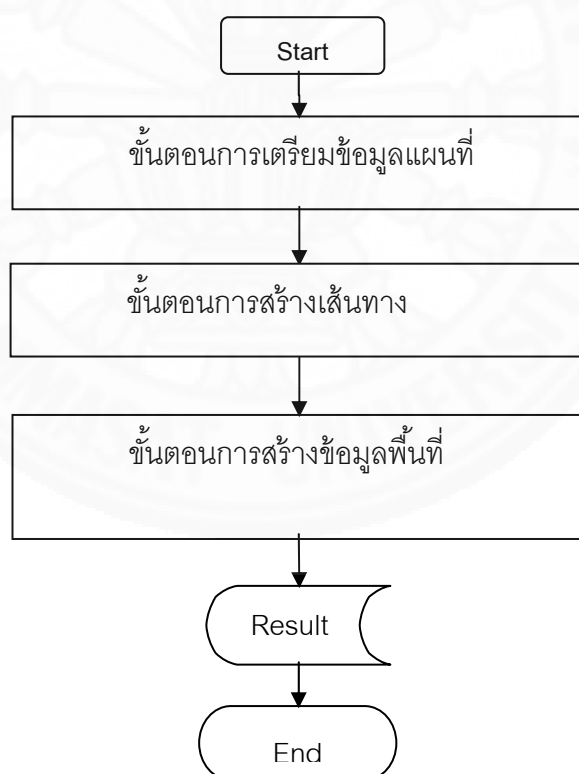 Start
ขั้นตอนการเตรียมข้อมูลแผนที่
ขั้นตอนการสร้างเส้นทาง
ขั้นตอนการสร้างข้อมูลพื้นที่
Result
End